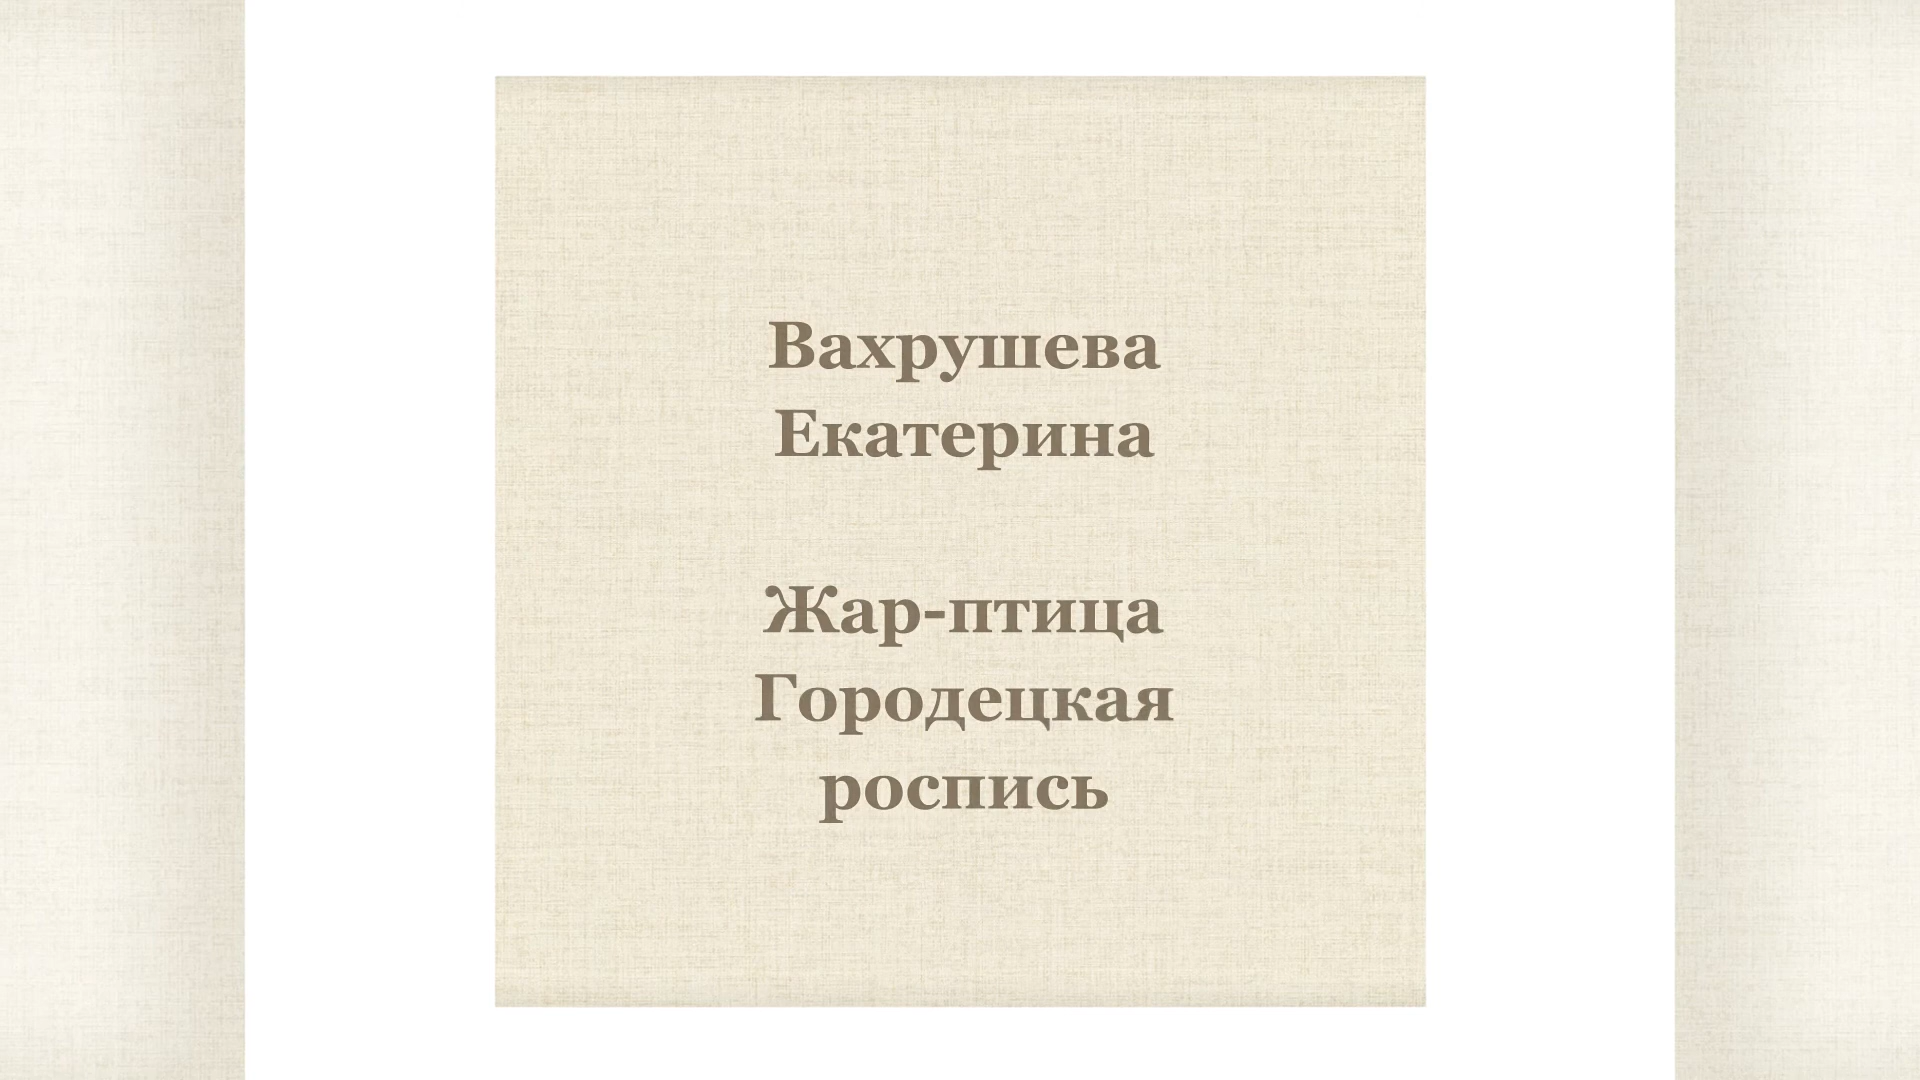 Вахрушева
Екатерина
Жар-птица
Городецкая
роспись